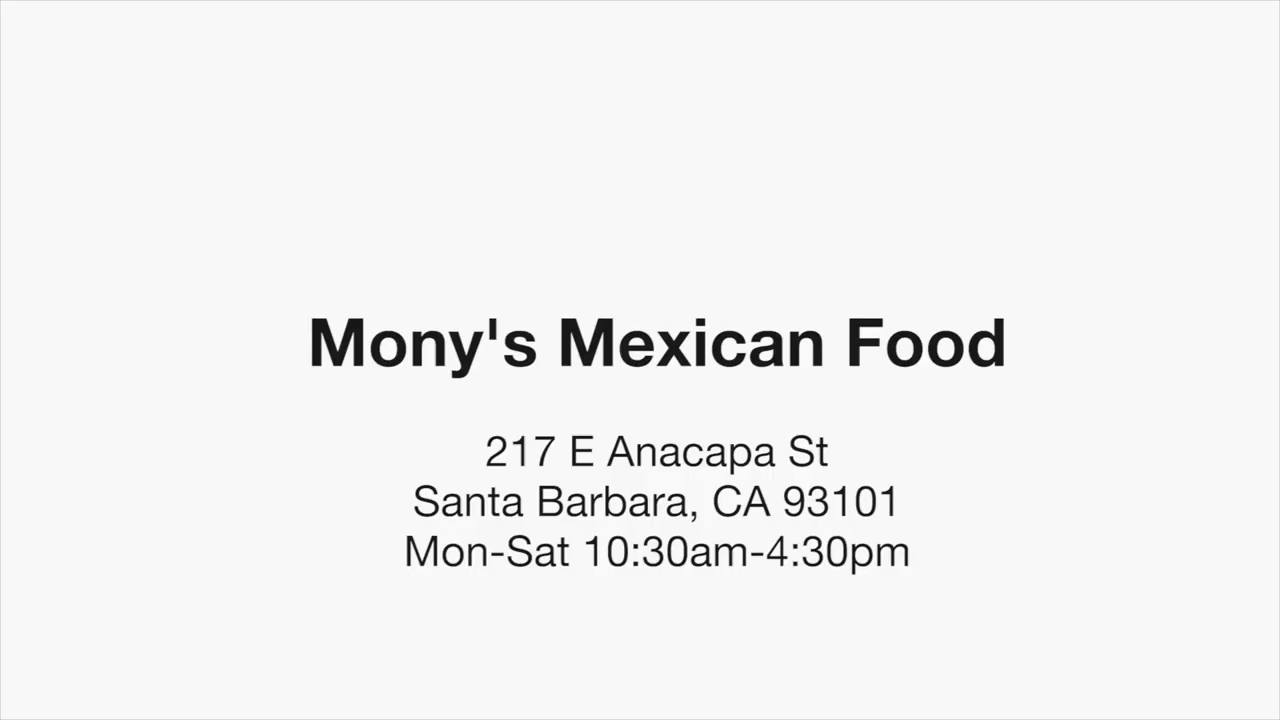 Mony's Mexican Food
217 E Anacapa St
Santa Barbara, CA 93101
Mon-Sat 10:30am-4:30pm